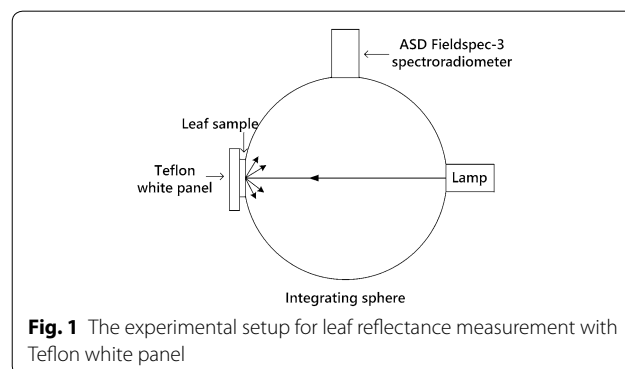 ASD Fieldspec-3
spectroradiometer
Leaf sample
Teflon
white panel
Lamp
Integrating sphere
Fig. 1 The experimental setup for leaf reflectance measurement with
Teflon white panel